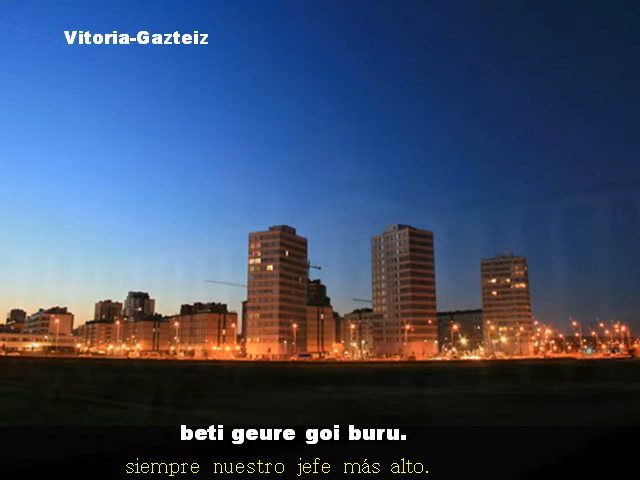 Vitoria-Gazteiz
beti geure goi buru.
siempre nuestro jefe más alto.